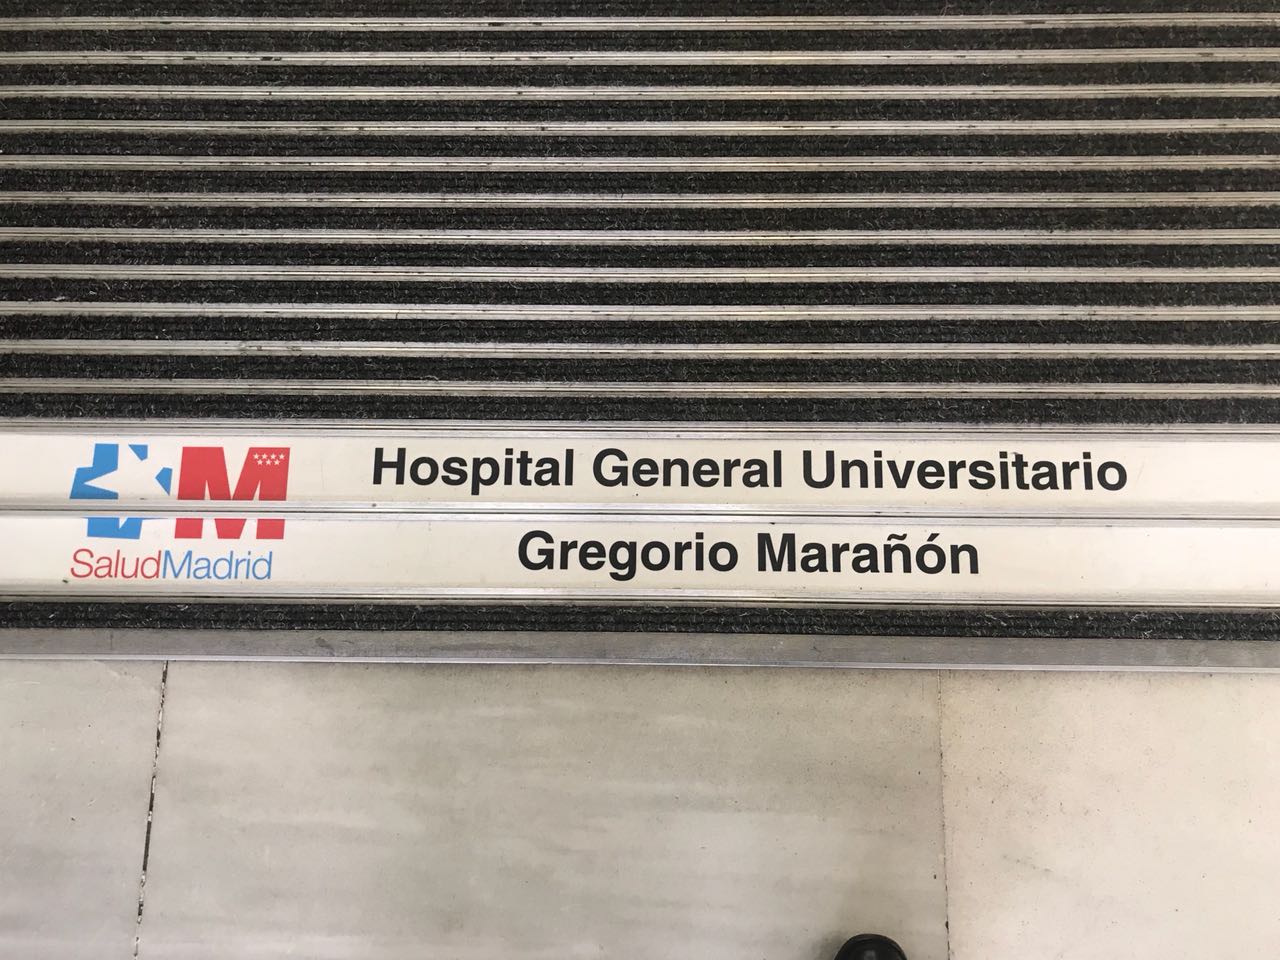 Hospital General Universitario
Gregorio Marañón
M
SaludMadrid